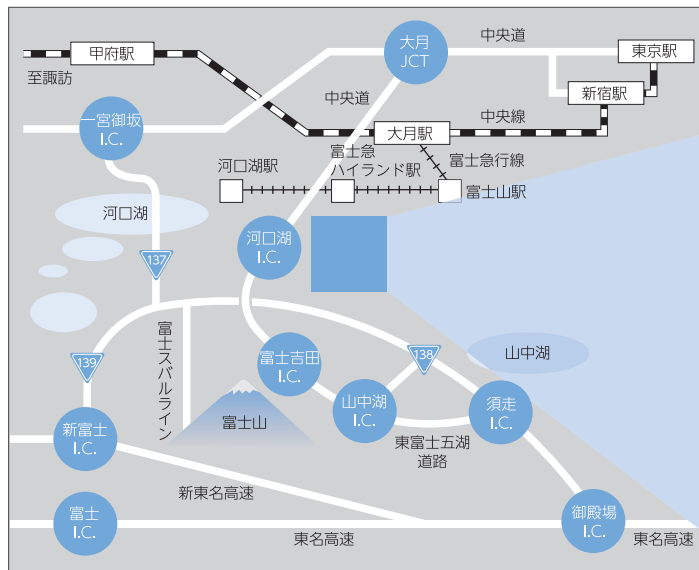 大月
JCT
中央道
東京駅
甲府駅
至諏訪
新宿駅
中央道
中央線
一宮御坂
I.C.
大月駅
富士急
ハイランド駅
河口湖駅
富士急行線
富士山駅
河口湖
河口湖
I.C.
137
富士スバルライン
139
富士吉田
I.C.
138
山中湖
富士山
山中湖
I.C.
須走
I.C.
新富士
I.C.
東富士五湖
道路
新東名高速
富士
I.C.
御殿場
I.C.
東名高速
東名高速